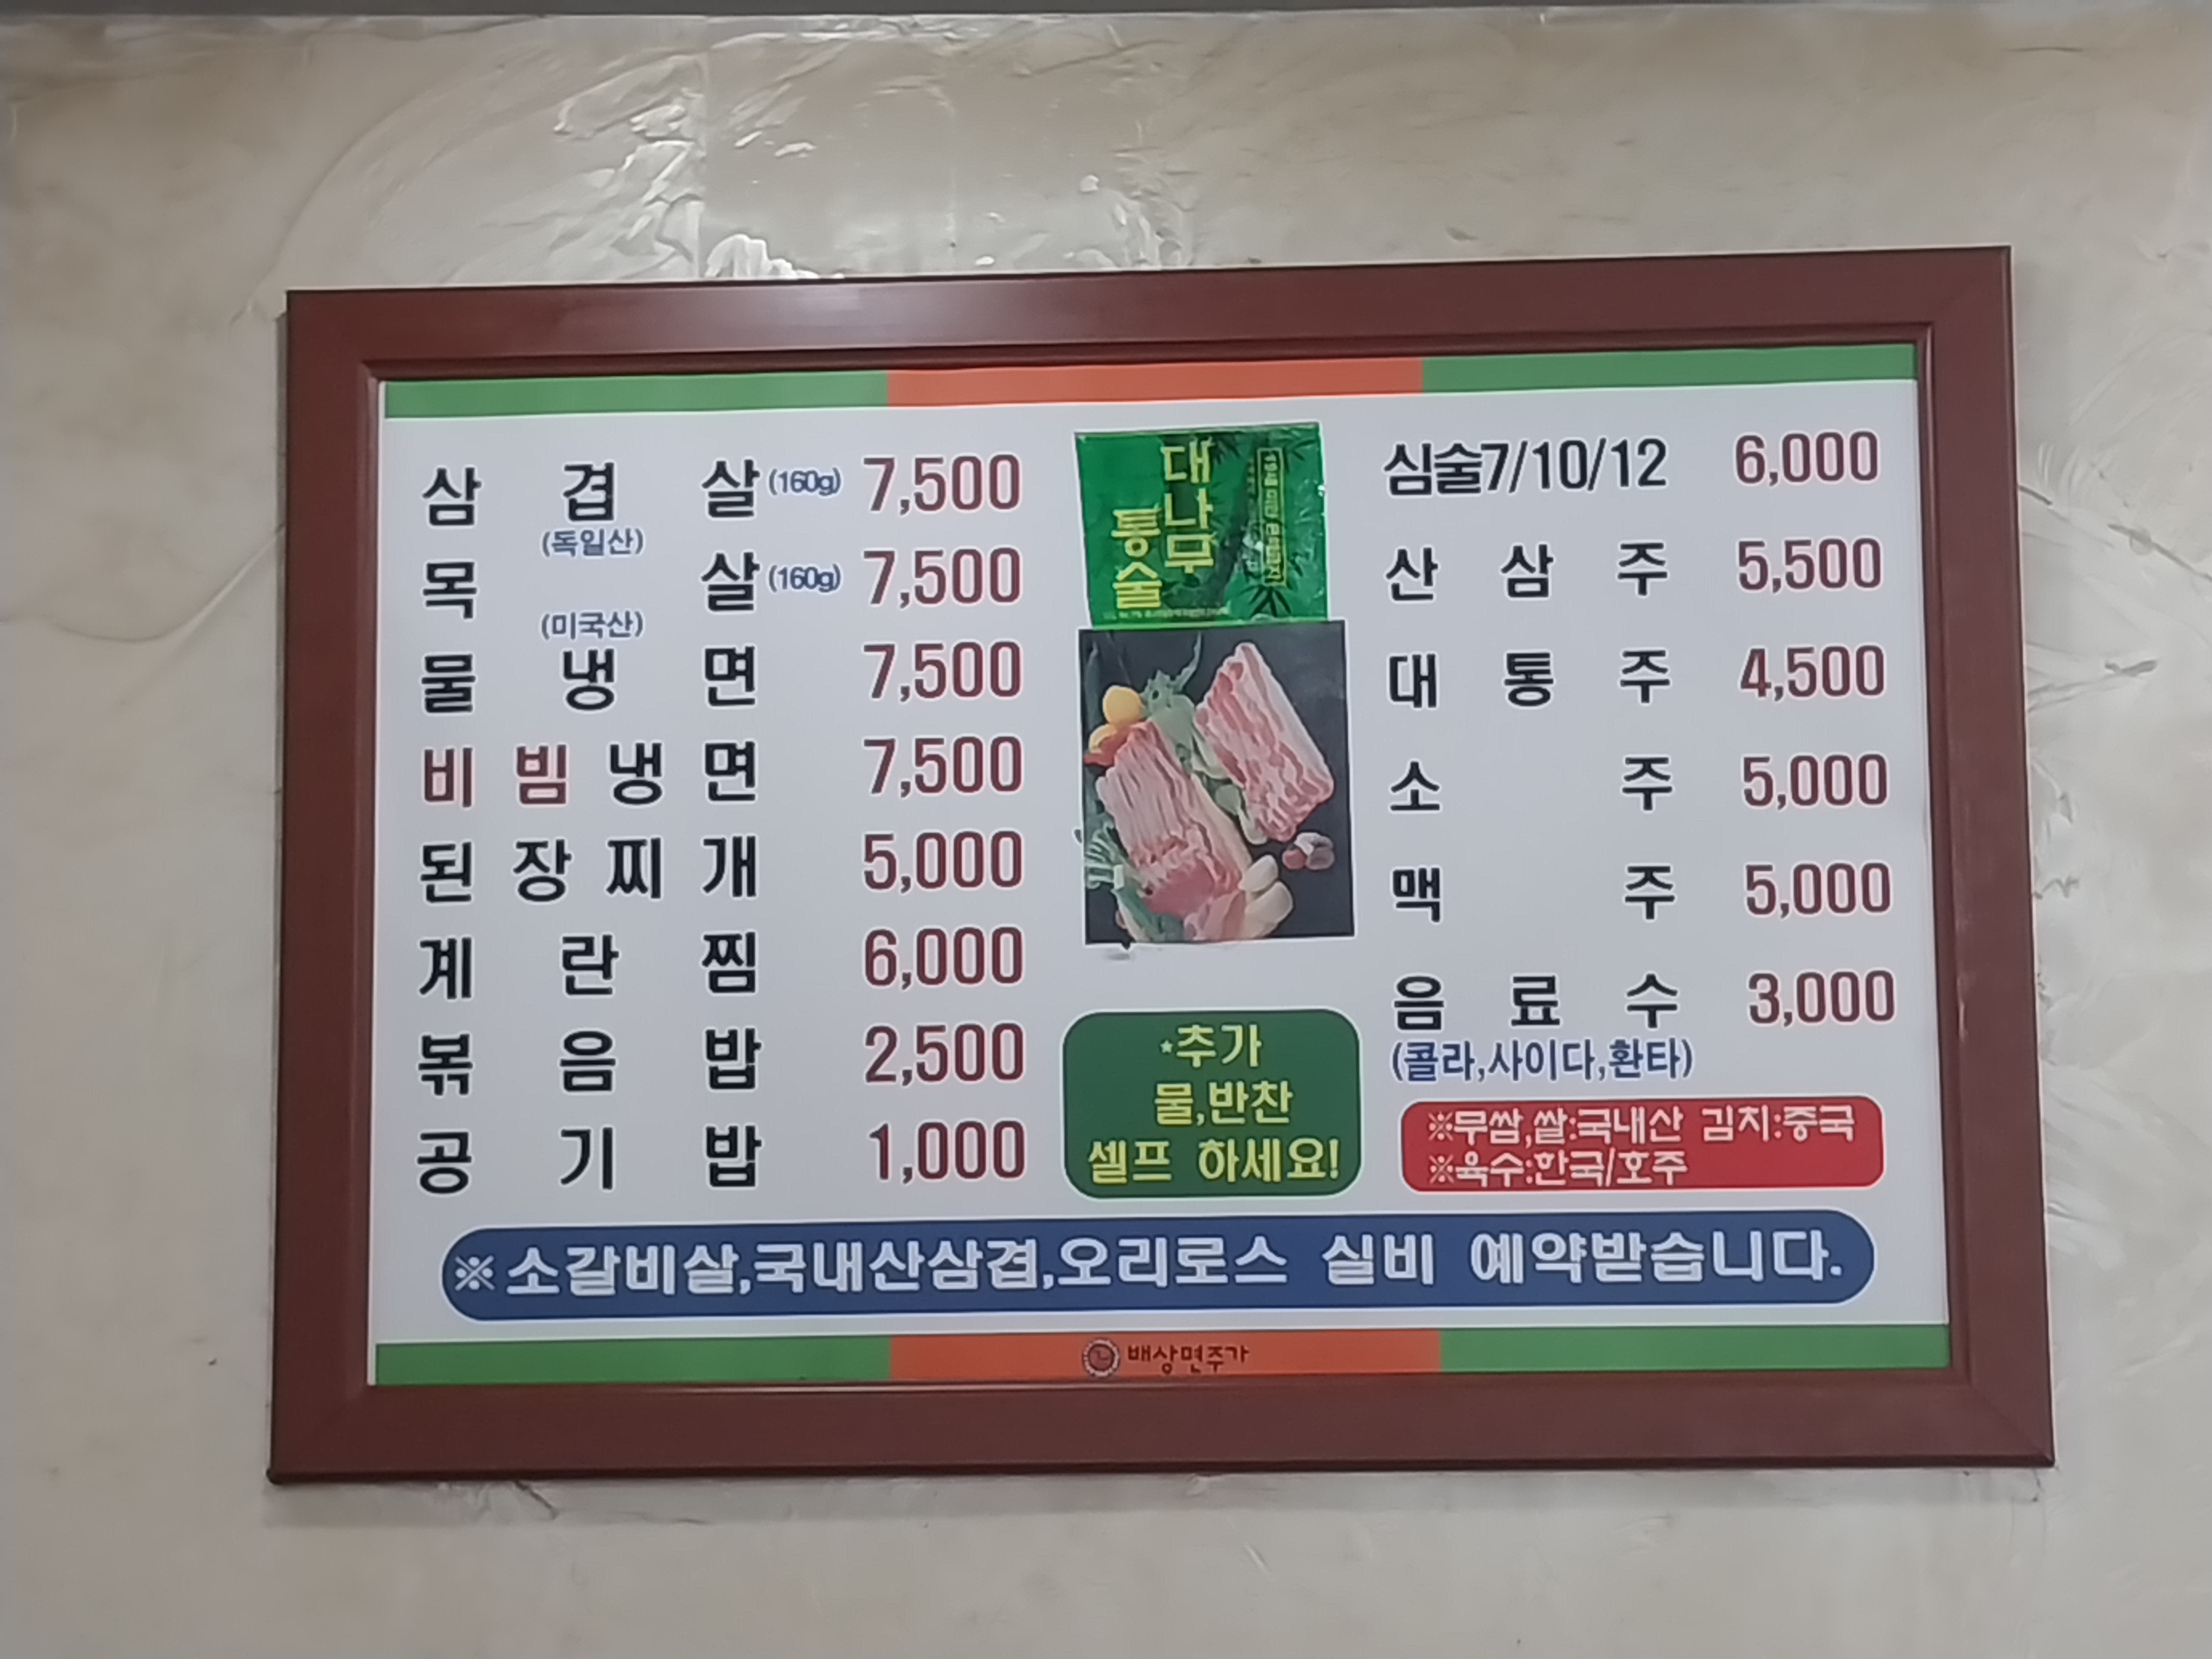 삼겹살(160g) 7,500
(독일산)
목살(160g) 7,500
(미국산)
물냉면 7,500
비빔냉면 7,500
된장찌개 5,000
계란찜 6,000
볶음밥 2,500
공기밥 1,000
대나무
통술
*추가
물,반찬
셀프 하세요!
심술7/10/12 6,000
산삼주 5,500
대통주 4,500
소주 5,000
맥주 5,000
음료수 3,000
(콜라,사이다,환타)
※무쌈,쌀:국내산 김치:중국
※육수:한국/호주
※소갈비살,국내산삼겹,오리로스 실비 예약받습니다.
배상면주가